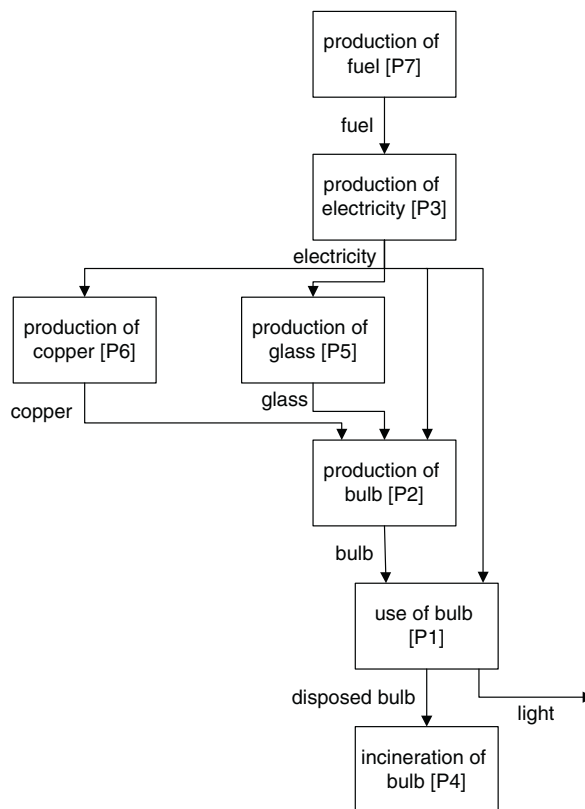 production of
fuel [P7]
fuel
production of
electricity [P3]
electricity
production of
copper [P6]
production of
glass [P5]
copper
glass
production of
bulb [P2]
bulb
use of bulb
[P1]
disposed bulb
light
incineration of
bulb [P4]